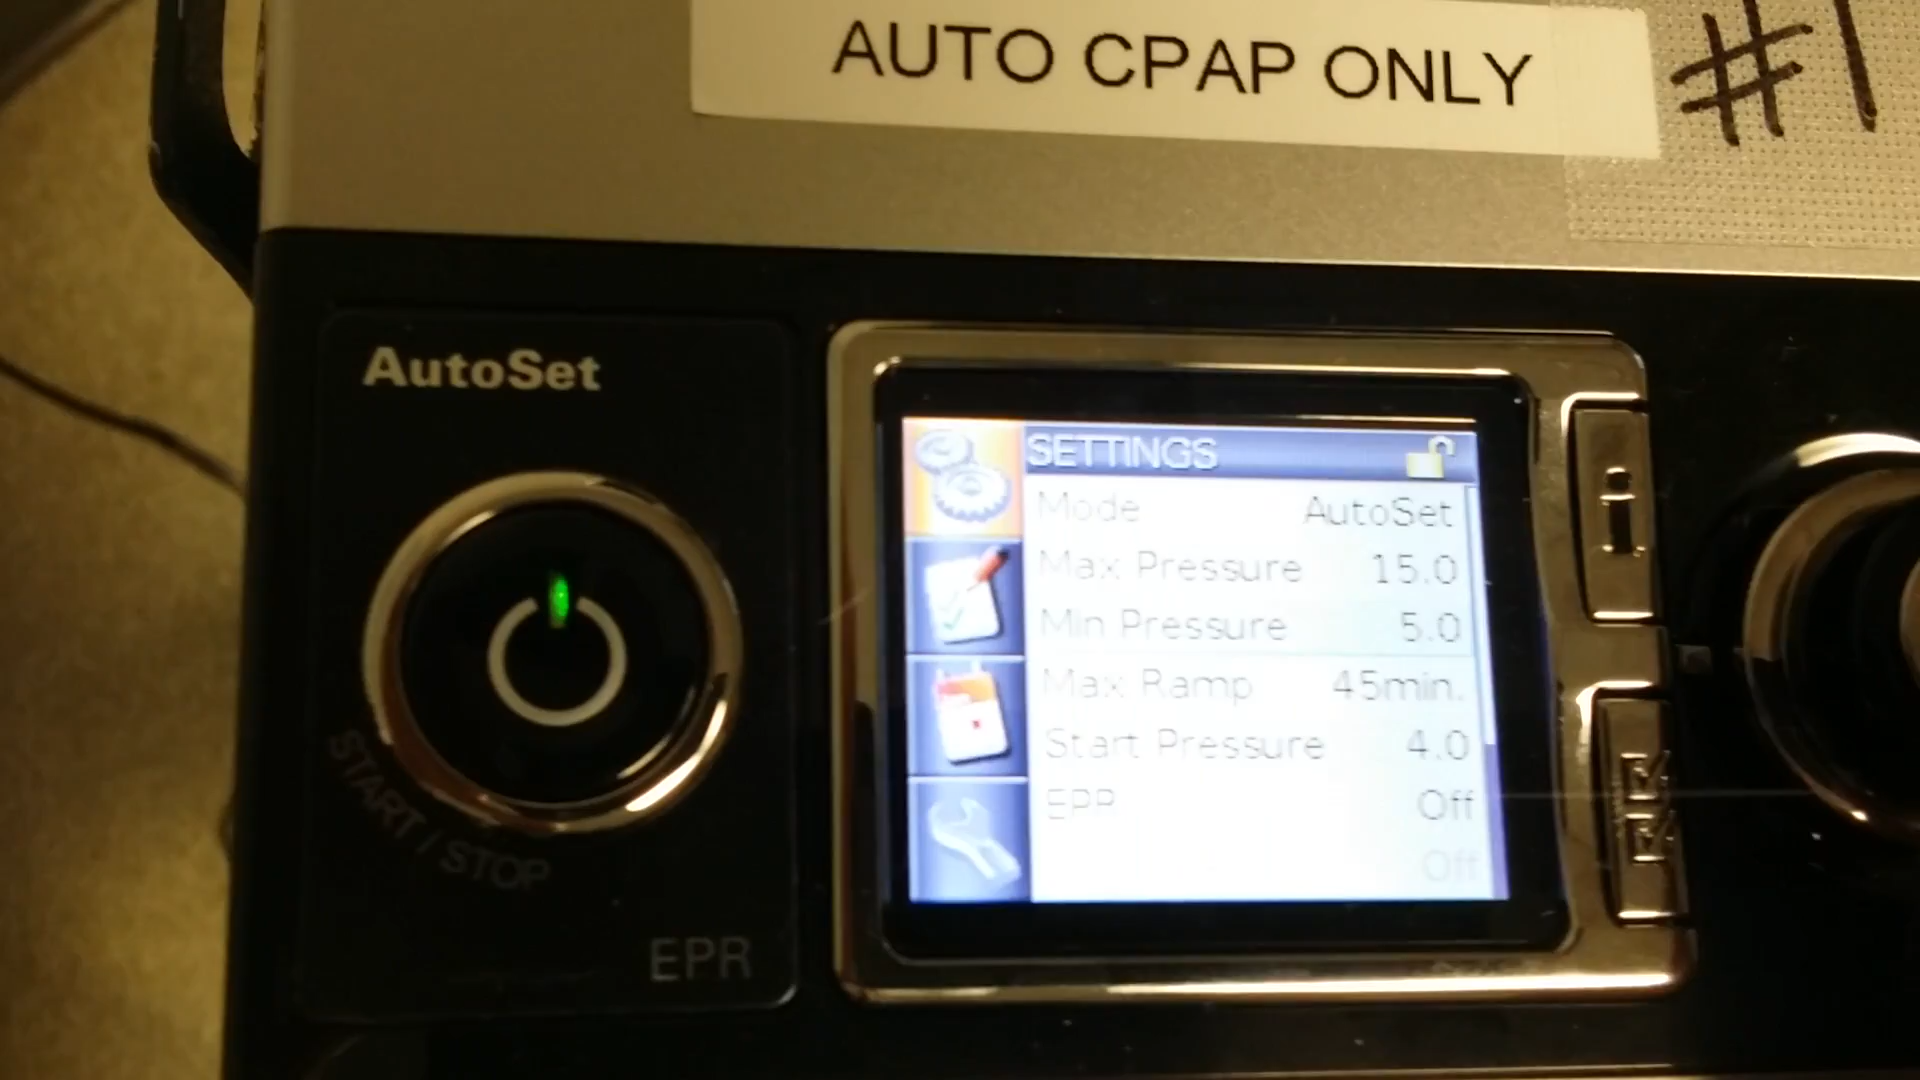 AUTO CPAP ONLY #1
AutoSet
START / STOP
EPR
SETTINGS
Mode AutoSet
Max Pressure 15.0
Min Pressure 5.0
Max Ramp 45min.
Start Pressure 4.0
EPR Off
Off